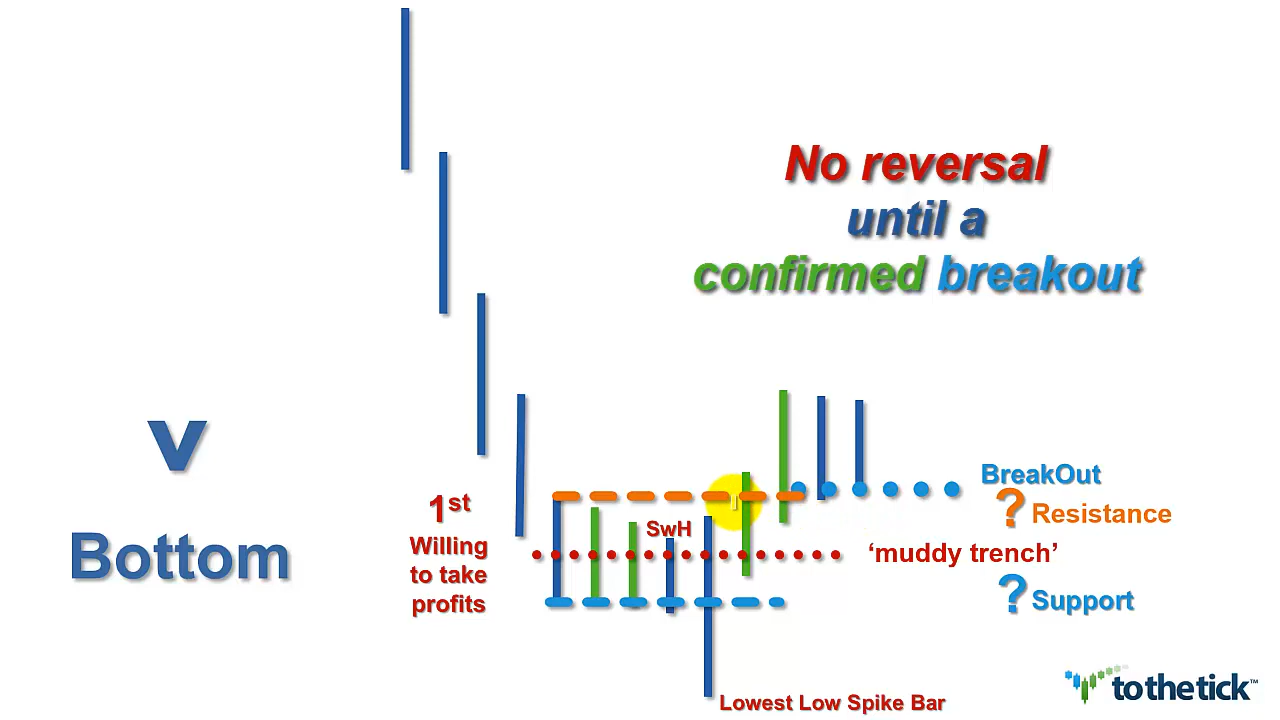 No reversal
until a
confirmed breakout
v
Bottom
1st
Willing
to take
profits
SwH
BreakOut
? Resistance
‘muddy trench’
? Support
Lowest Low Spike Bar
tothetick™